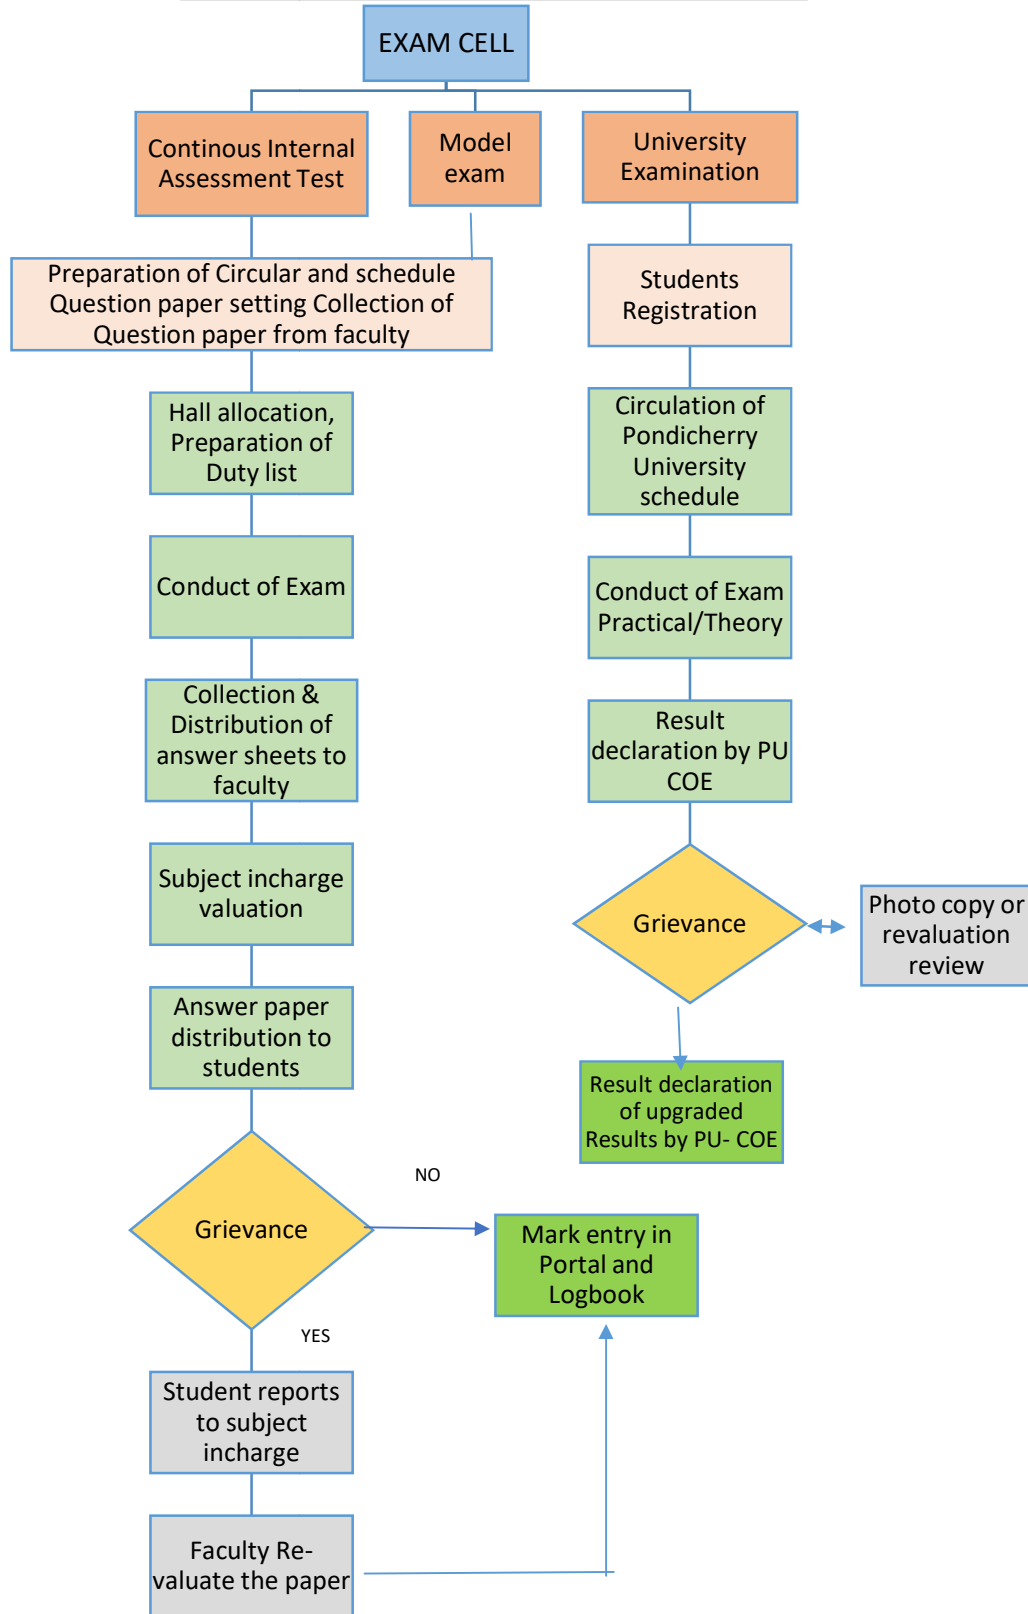 EXAM CELL
Continous Internal
Assessment Test
Model
exam
University
Examination
Preparation of Circular and schedule
Question paper setting Collection of
Question paper from faculty
Students
Registration
Hall allocation,
Preparation of
Duty list
Circulation of
Pondicherry
University
schedule
Conduct of Exam
Conduct of Exam
Practical/Theory
Collection &
Distribution of
answer sheets to
faculty
Result
declaration by PU
COE
Subject incharge
valuation
Grievance
Photo copy or
revaluation
review
Answer paper
distribution to
students
Result declaration
of upgraded
Results by PU- COE
Grievance
NO
Mark entry in
Portal and
Logbook
YES
Student reports
to subject
incharge
Faculty Re-
valuate the paper